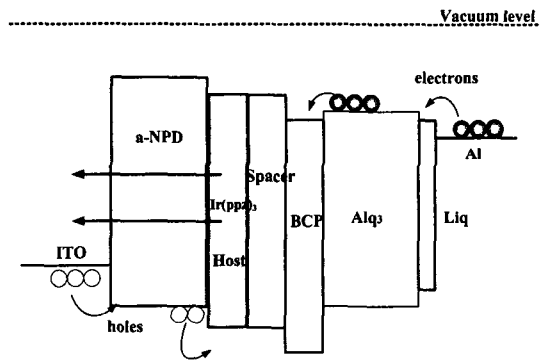 Vacuum level
electrons
a-NPD
Al
Spacer
Ir(ppz)3
BCP
Alq3
Liq
ITO
Host
holes